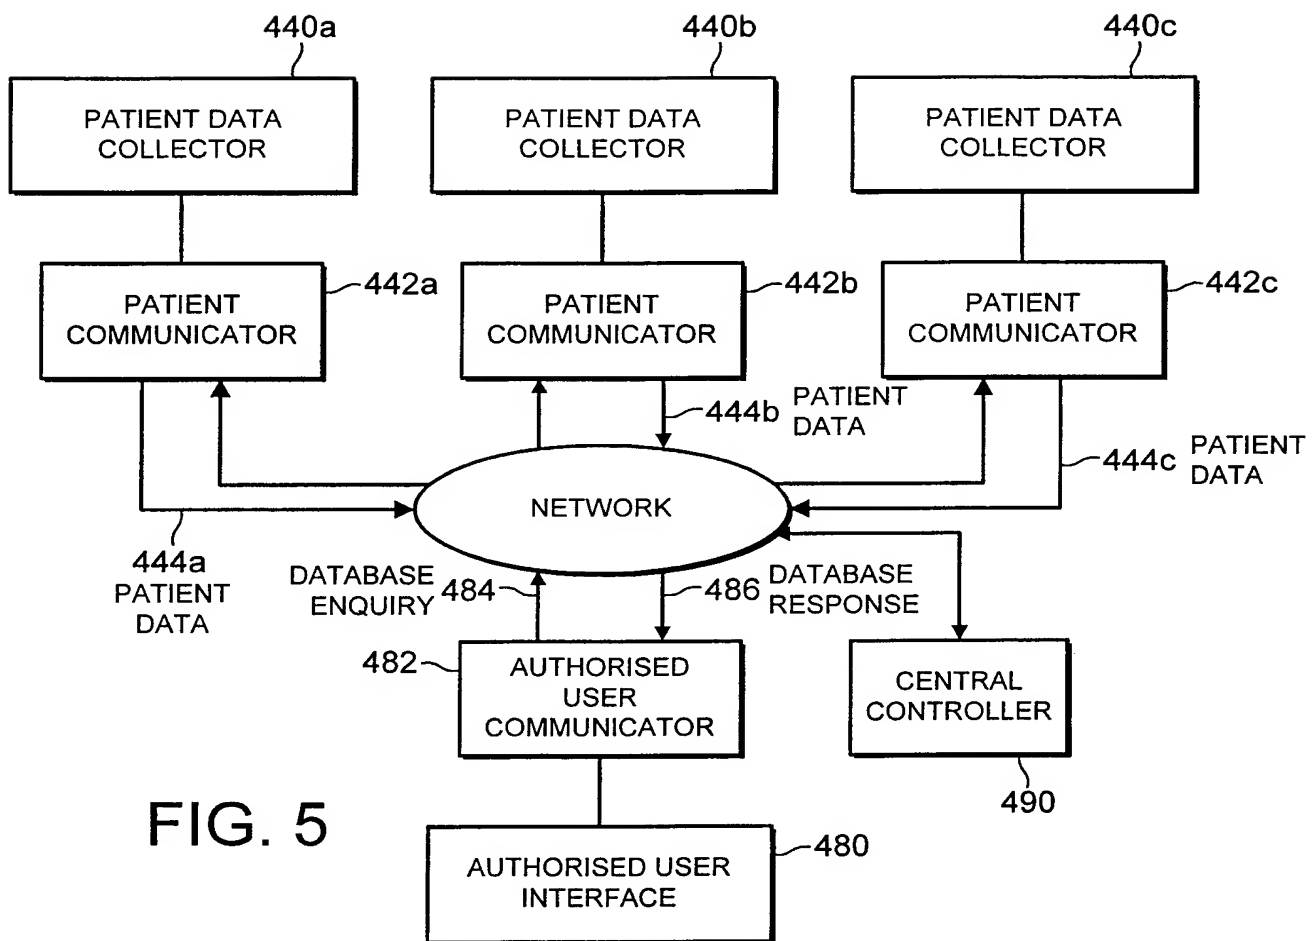 440a
440b
440c
PATIENT DATA
COLLECTOR
PATIENT DATA
COLLECTOR
PATIENT DATA
COLLECTOR
442a
442b
442c
PATIENT
COMMUNICATOR
PATIENT
COMMUNICATOR
PATIENT
COMMUNICATOR
444b
PATIENT
DATA
444c
PATIENT
DATA
NETWORK
444a
PATIENT
DATA
DATABASE
ENQUIRY
484
486
DATABASE
RESPONSE
482
AUTHORISED
USER
COMMUNICATOR
CENTRAL
CONTROLLER
490
FIG. 5
480
AUTHORISED USER
INTERFACE